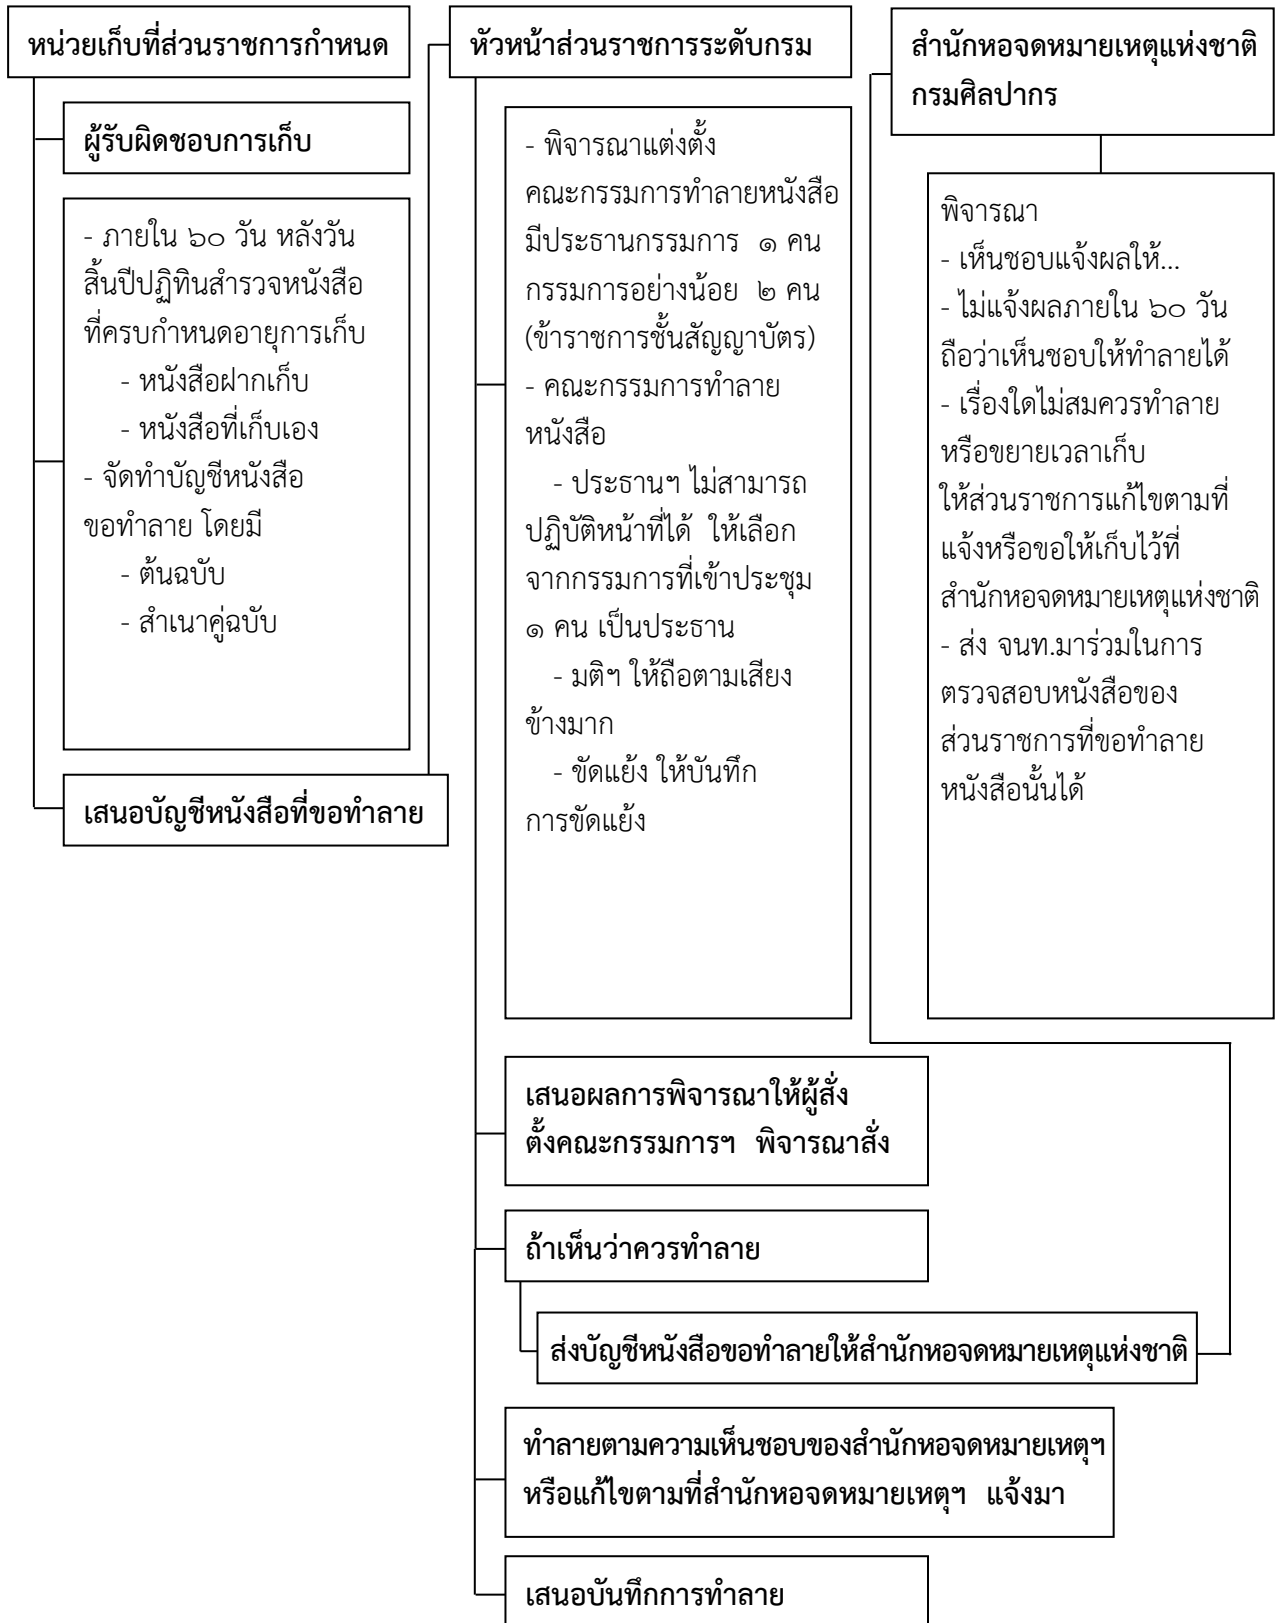 หน่วยเก็บที่ส่วนราชการกำหนด
ผู้รับผิดชอบการเก็บ
- ภายใน ๖๐ วัน หลังวัน
สิ้นปีปฏิทินสำรวจหนังสือ
ที่ครบกำหนดอายุการเก็บ
- หนังสือฝากเก็บ
- หนังสือที่เก็บเอง
- จัดทำบัญชีหนังสือ
ขอทำลาย โดยมี
- ต้นฉบับ
- สำเนาคู่ฉบับ
เสนอบัญชีหนังสือที่ขอทำลาย
หัวหน้าส่วนราชการระดับกรม
- พิจารณาแต่งตั้ง
คณะกรรมการทำลายหนังสือ
มีประธานกรรมการ ๑ คน
กรรมการอย่างน้อย ๒ คน
(ข้าราชการชั้นสัญญาบัตร)
- คณะกรรมการทำลาย
หนังสือ
- ประธานฯ ไม่สามารถ
ปฏิบัติหน้าที่ได้ ให้เลือก
จากกรรมการที่เข้าประชุม
๑ คน เป็นประธาน
- มติฯ ให้ถือตามเสียง
ข้างมาก
- ขัดแย้ง ให้บันทึก
การขัดแย้ง
เสนอผลการพิจารณาให้ผู้สั่ง
ตั้งคณะกรรมการฯ พิจารณาสั่ง
ถ้าเห็นว่าควรทำลาย
ส่งบัญชีหนังสือขอทำลายให้สำนักหอจดหมายเหตุแห่งชาติ
ทำลายตามความเห็นชอบของสำนักหอจดหมายเหตุฯ
หรือแก้ไขตามที่สำนักหอจดหมายเหตุฯ แจ้งมา
เสนอบันทึกการทำลาย
สำนักหอจดหมายเหตุแห่งชาติ
กรมศิลปากร
พิจารณา
- เห็นชอบแจ้งผลให้...
- ไม่แจ้งผลภายใน ๖๐ วัน
ถือว่าเห็นชอบให้ทำลายได้
- เรื่องใดไม่สมควรทำลาย
หรือขยายเวลาเก็บ
ให้ส่วนราชการแก้ไขตามที่
แจ้งหรือขอให้เก็บไว้ที่
สำนักหอจดหมายเหตุแห่งชาติ
- ส่ง จนท.มาร่วมในการ
ตรวจสอบหนังสือของ
ส่วนราชการที่ขอทำลาย
หนังสือนั้นได้